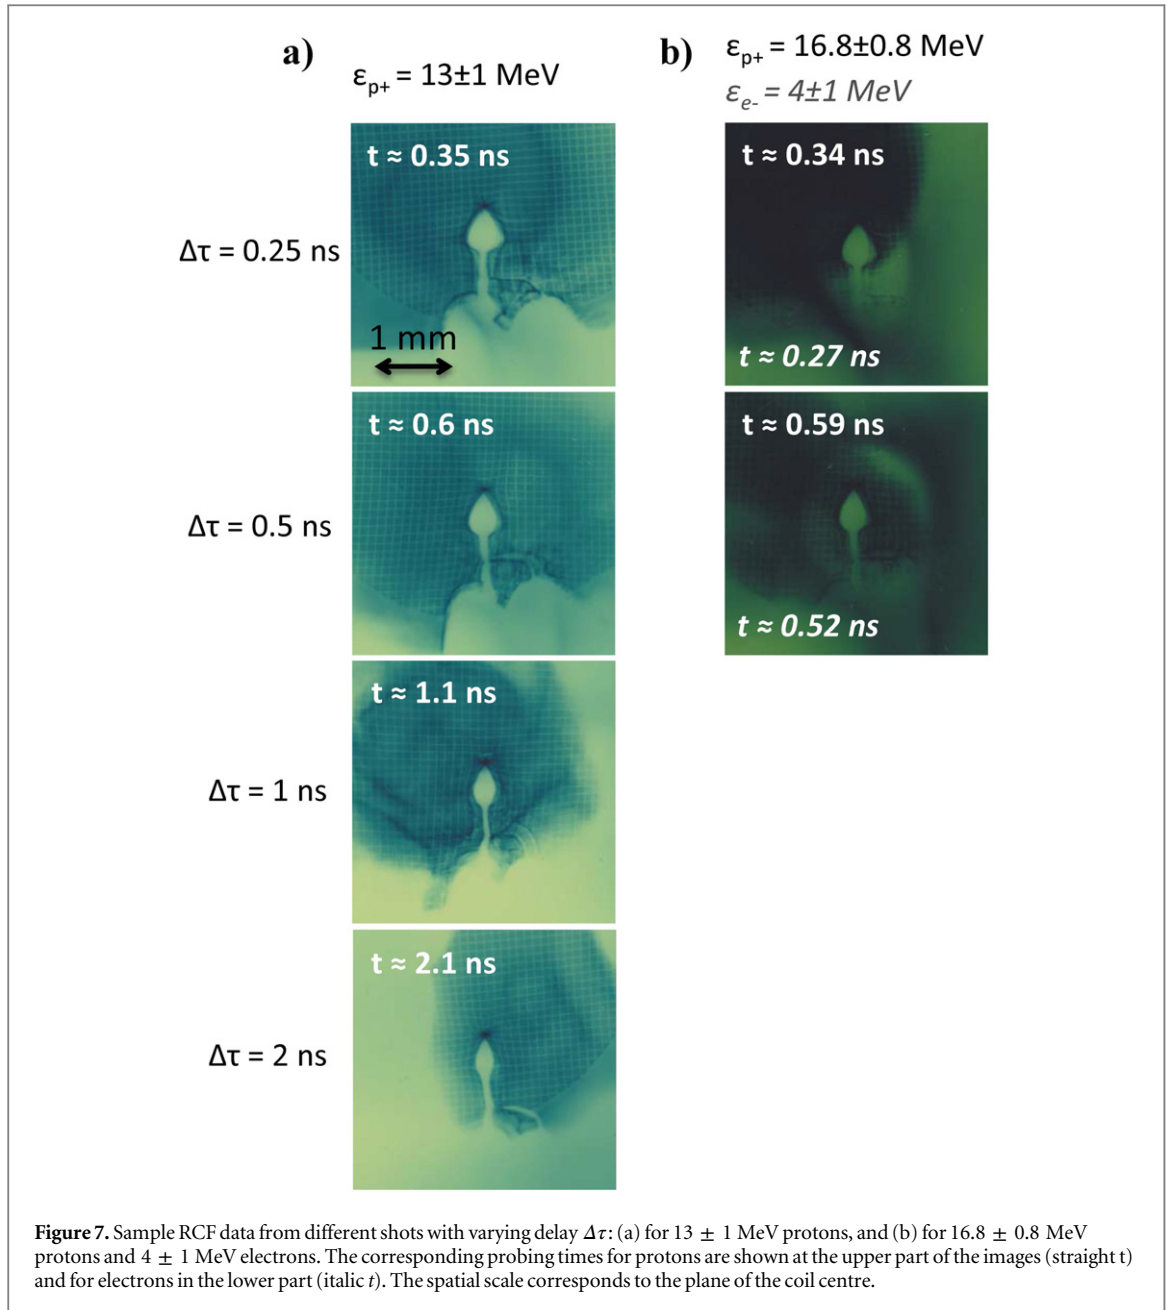 a)
ε_p+ = 13±1 MeV
b)
ε_p+ = 16.8±0.8 MeV
ε_e- = 4±1 MeV
Δτ = 0.25 ns
t ≈ 0.35 ns
1 mm
t ≈ 0.34 ns
t ≈ 0.27 ns
Δτ = 0.5 ns
t ≈ 0.6 ns
t ≈ 0.59 ns
t ≈ 0.52 ns
Δτ = 1 ns
t ≈ 1.1 ns
Δτ = 2 ns
t ≈ 2.1 ns
Figure 7. Sample RCF data from different shots with varying delay Δτ: (a) for 13 ± 1 MeV protons, and (b) for 16.8 ± 0.8 MeV
protons and 4 ± 1 MeV electrons. The corresponding probing times for protons are shown at the upper part of the images (straight t)
and for electrons in the lower part (italic t). The spatial scale corresponds to the plane of the coil centre.